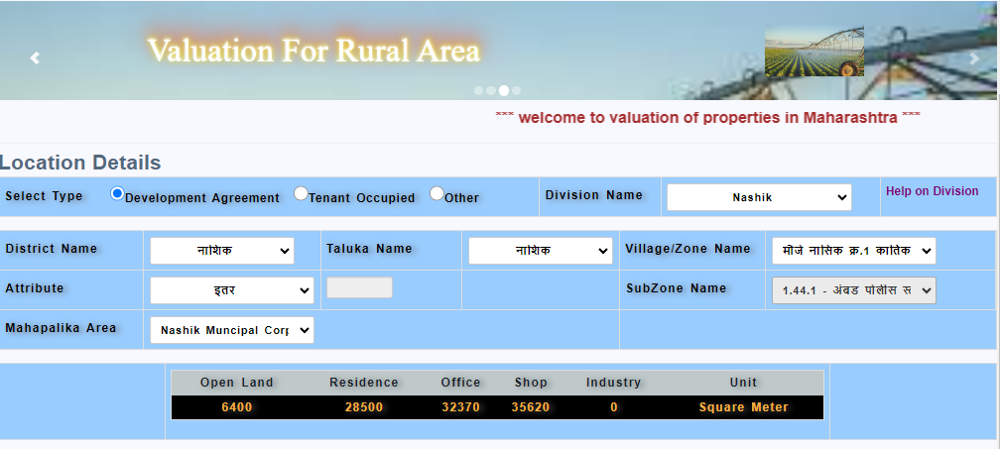 Valuation For Rural Area
*** welcome to valuation of properties in Maharashtra ***
Location Details
Select Type Development Agreement Tenant Occupied Other Division Name Nashik Help on Division
District Name नाशिक Taluka Name नाशिक Village/Zone Name मौजे नासिक क्र.1 कार्तिक
Attribute इतर SubZone Name 1.44.1 - अंबड पोलीस स्
Mahapalika Area Nashik Muncipal Corp
Open Land Residence Office Shop Industry Unit
6400 28500 32370 35620 0 Square Meter